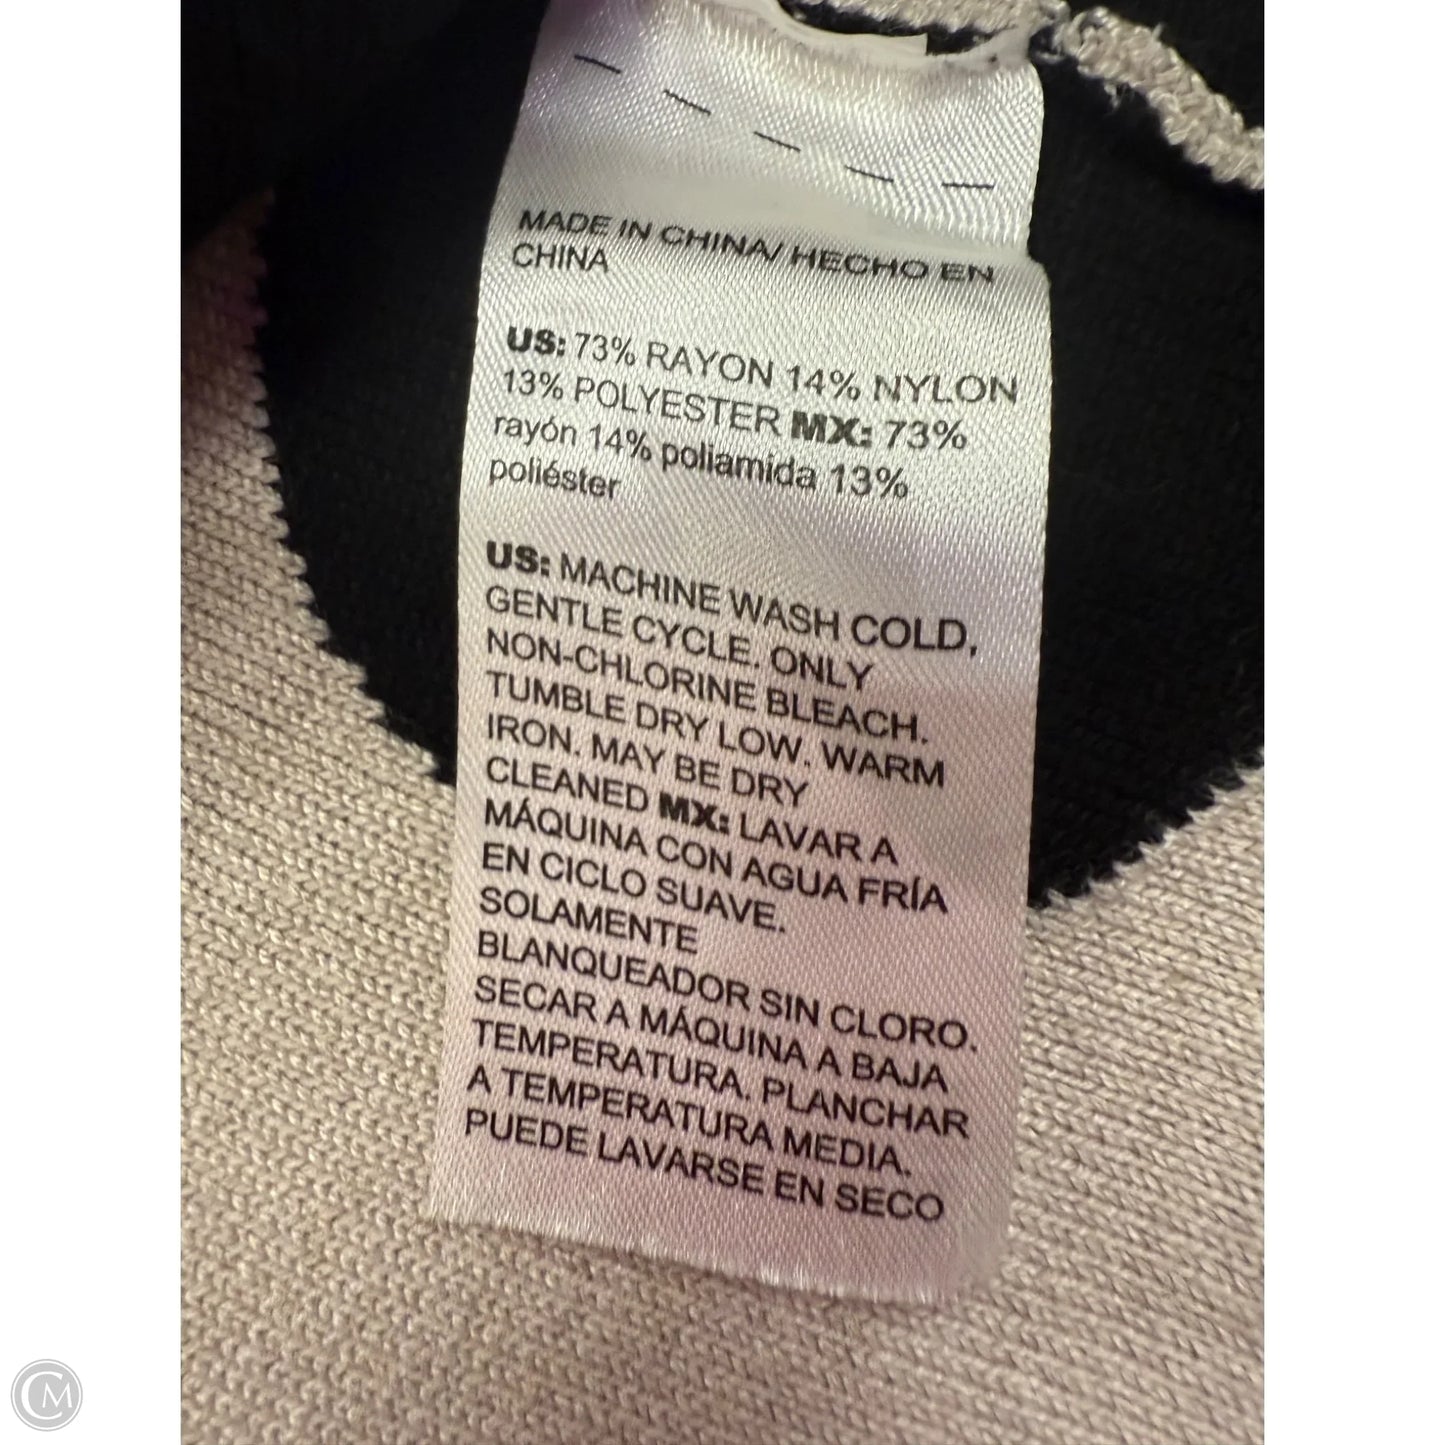 MADE IN CHINA/ HECHO EN
CHINA
US: 73% RAYON 14% NYLON
13% POLYESTER MX: 73%
rayón 14% poliamida 13%
poliéster
US: MACHINE WASH COLD,
GENTLE CYCLE. ONLY
NON-CHLORINE BLEACH.
TUMBLE DRY LOW. WARM
IRON. MAY BE DRY
CLEANED MX: LAVAR A
MÁQUINA CON AGUA FRÍA
EN CICLO SUAVE.
SOLAMENTE
BLANQUEADOR SIN CLORO.
SECAR A MÁQUINA A BAJA
TEMPERATURA. PLANCHAR
A TEMPERATURA MEDIA.
PUEDE LAVARSE EN SECO
CM